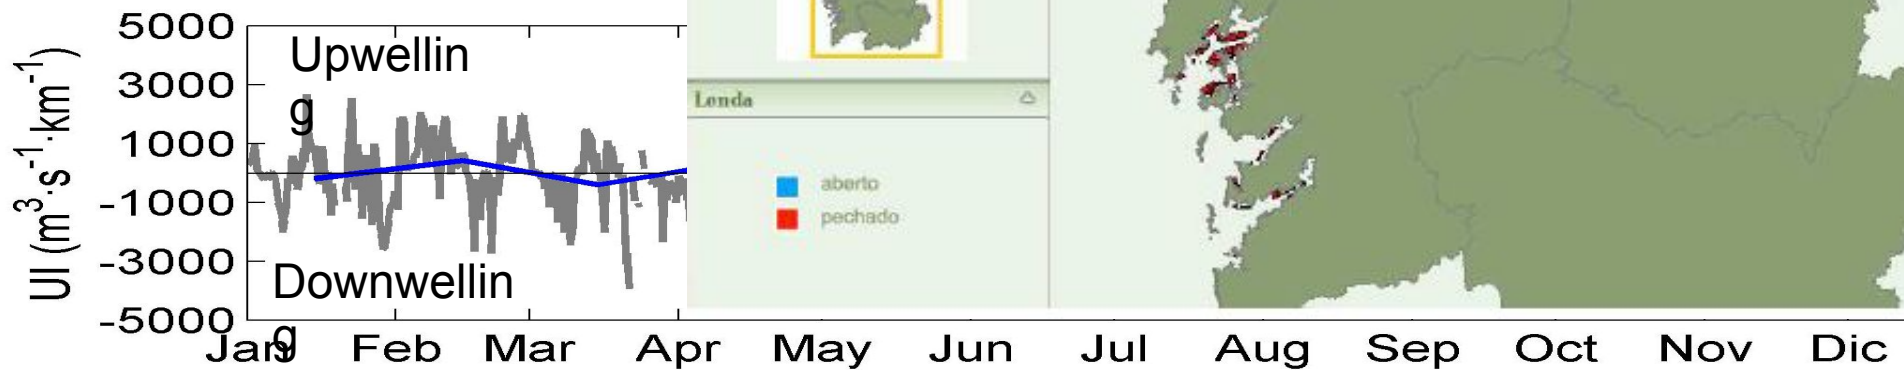 5000
3000
1000
-1000
-3000
-5000
UI (m³·s⁻¹·km⁻¹)
Upwellin
g
Downwellin
g
Lenda
aberto
pechado
Jan Feb Mar Apr May Jun Jul Aug Sep Oct Nov Dic